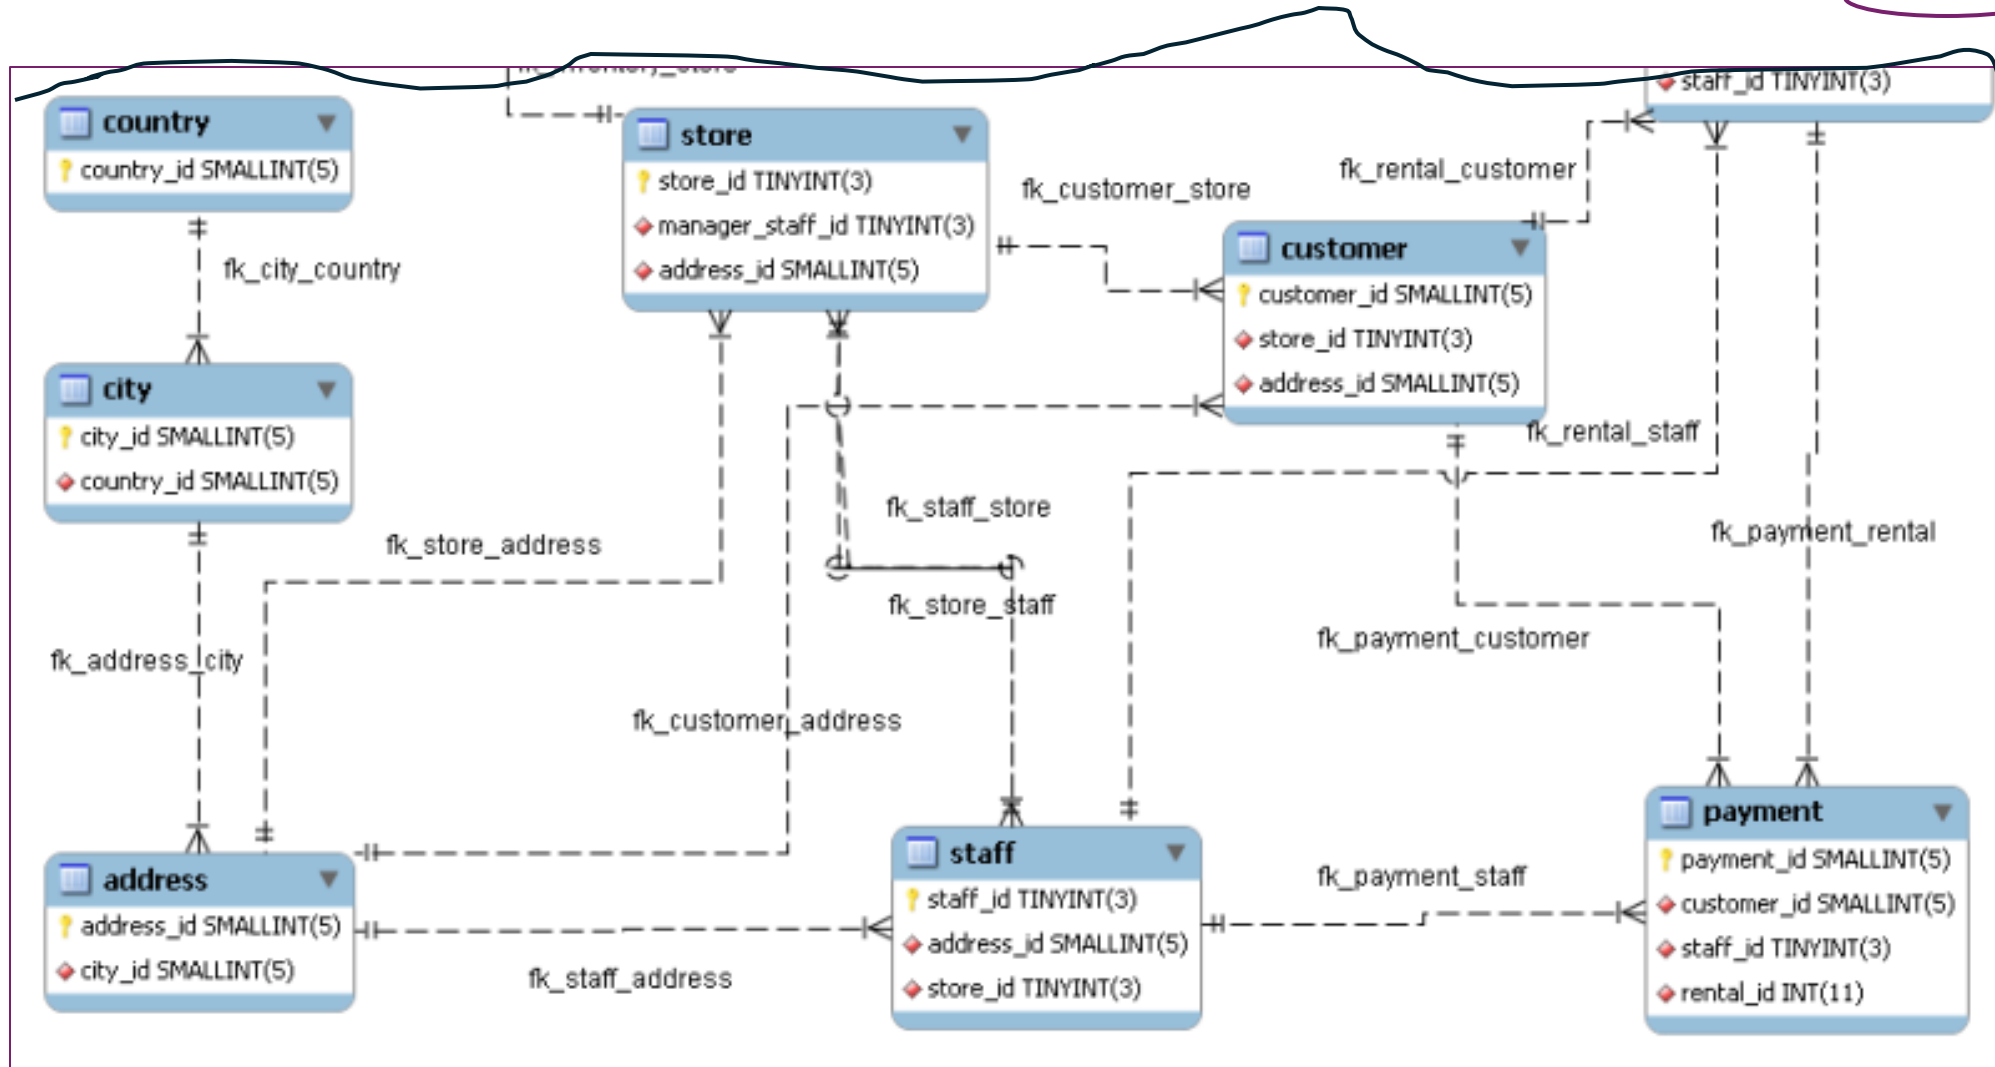 country
country_id SMALLINT(5)
fk_city_country
city
city_id SMALLINT(5)
country_id SMALLINT(5)
fk_address_city
address
address_id SMALLINT(5)
city_id SMALLINT(5)
fk_store_address
store
store_id TINYINT(3)
manager_staff_id TINYINT(3)
address_id SMALLINT(5)
fk_customer_store
fk_staff_store
fk_store_staff
fk_customer_address
fk_staff_address
staff
staff_id TINYINT(3)
address_id SMALLINT(5)
store_id TINYINT(3)
fk_rental_customer
customer
customer_id SMALLINT(5)
store_id TINYINT(3)
address_id SMALLINT(5)
staff_id TINYINT(3)
fk_rental_staff
fk_payment_rental
fk_payment_customer
fk_payment_staff
payment
payment_id SMALLINT(5)
customer_id SMALLINT(5)
staff_id TINYINT(3)
rental_id INT(11)